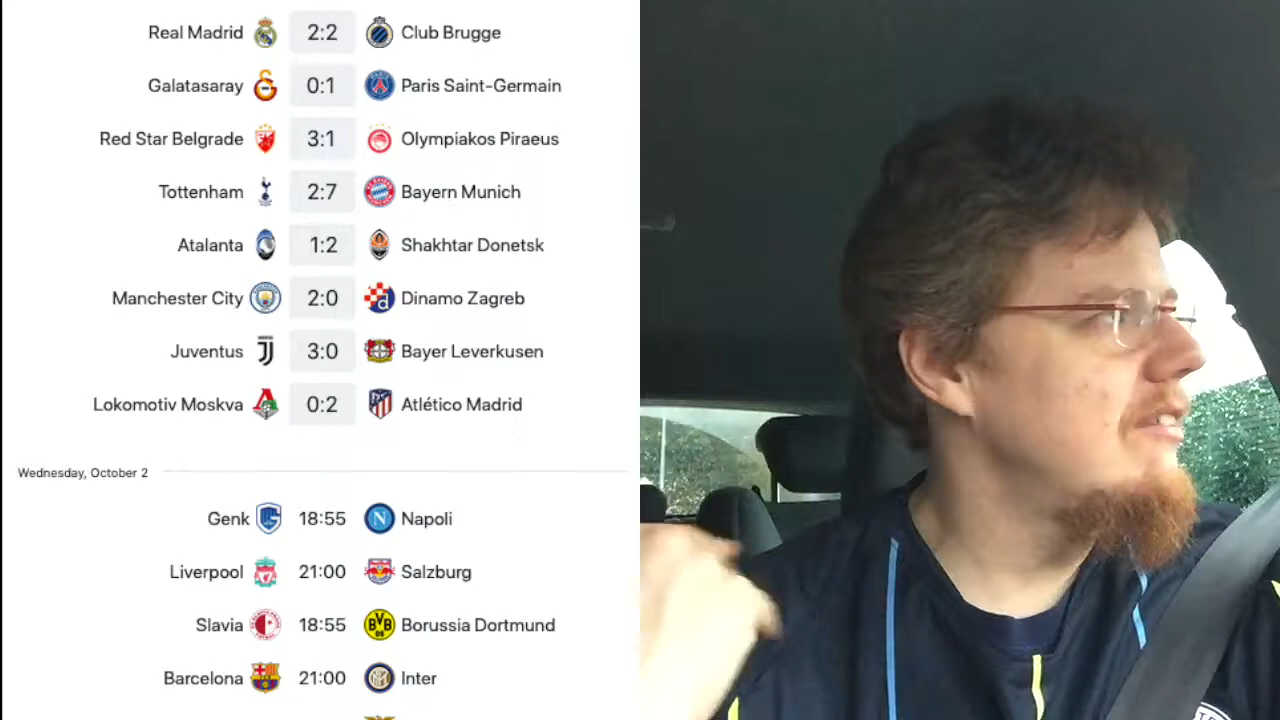 Real Madrid 2:2 Club Brugge
Galatasaray 0:1 Paris Saint-Germain
Red Star Belgrade 3:1 Olympiakos Piraeus
Tottenham 2:7 Bayern Munich
Atalanta 1:2 Shakhtar Donetsk
Manchester City 2:0 Dinamo Zagreb
Juventus 3:0 Bayer Leverkusen
Lokomotiv Moskva 0:2 Atlético Madrid
Wednesday, October 2
Genk 18:55 Napoli
Liverpool 21:00 Salzburg
Slavia 18:55 Borussia Dortmund
Barcelona 21:00 Inter